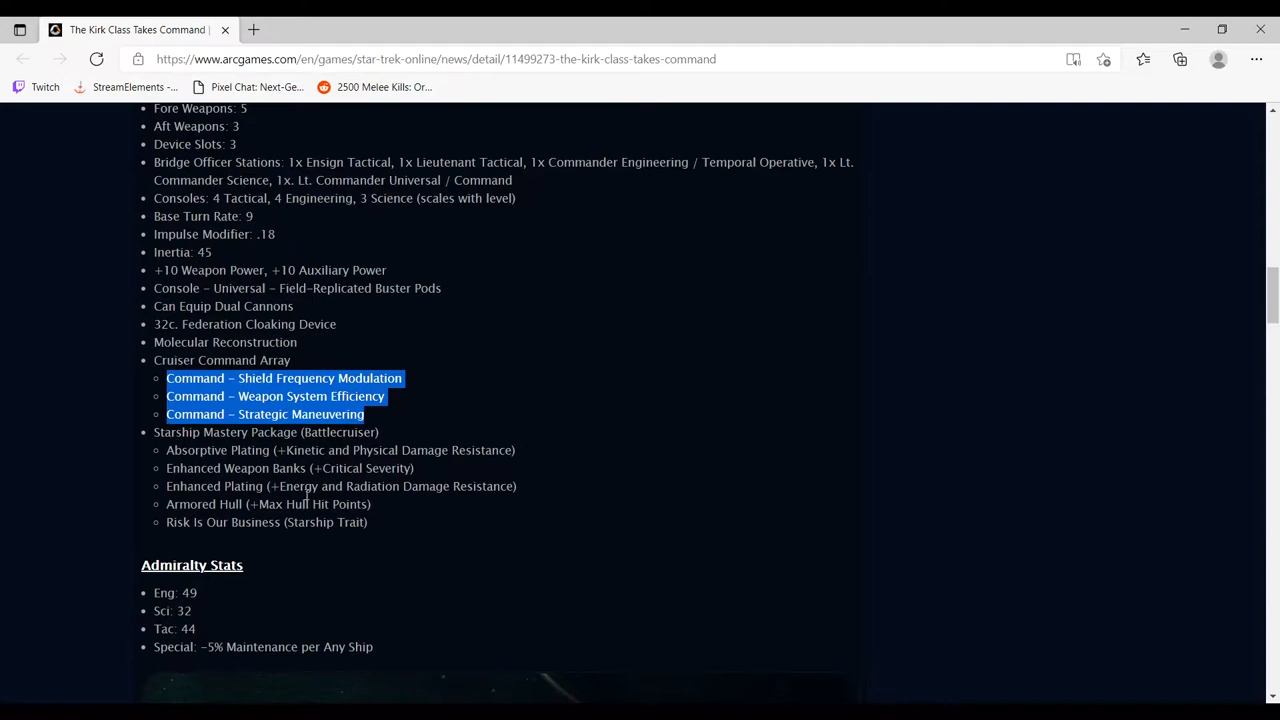 The Kirk Class Takes Command |
https://www.arcgames.com/en/games/star-trek-online/news/detail/11499273-the-kirk-class-takes-command
Twitch
StreamElements -...
Pixel Chat: Next-Ge...
2500 Melee Kills: Or...
Fore Weapons: 5
Aft Weapons: 3
Device Slots: 3
Bridge Officer Stations: 1x Ensign Tactical, 1x Lieutenant Tactical, 1x Commander Engineering / Temporal Operative, 1x Lt.
Commander Science, 1x. Lt. Commander Universal / Command
Consoles: 4 Tactical, 4 Engineering, 3 Science (scales with level)
Base Turn Rate: 9
Impulse Modifier: .18
Inertia: 45
+10 Weapon Power, +10 Auxiliary Power
Console – Universal – Field-Replicated Buster Pods
Can Equip Dual Cannons
32c. Federation Cloaking Device
Molecular Reconstruction
Cruiser Command Array
Command – Shield Frequency Modulation
Command – Weapon System Efficiency
Command – Strategic Maneuvering
Starship Mastery Package (Battlecruiser)
Absorptive Plating (+Kinetic and Physical Damage Resistance)
Enhanced Weapon Banks (+Critical Severity)
Enhanced Plating (+Energy and Radiation Damage Resistance)
Armored Hull (+Max Hull Hit Points)
Risk Is Our Business (Starship Trait)
Admiralty Stats
Eng: 49
Sci: 32
Tac: 44
Special: -5% Maintenance per Any Ship